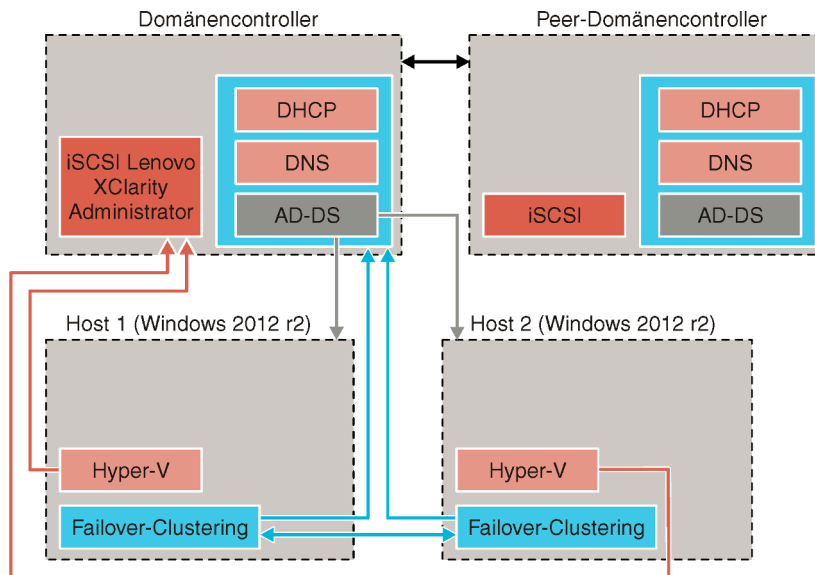 Domänencontroller
Peer-Domänencontroller
DHCP
DNS
AD-DS
iSCSI Lenovo
XClarity
Administrator
DHCP
DNS
AD-DS
iSCSI
Host 1 (Windows 2012 r2)
Host 2 (Windows 2012 r2)
Hyper-V
Failover-Clustering
Hyper-V
Failover-Clustering